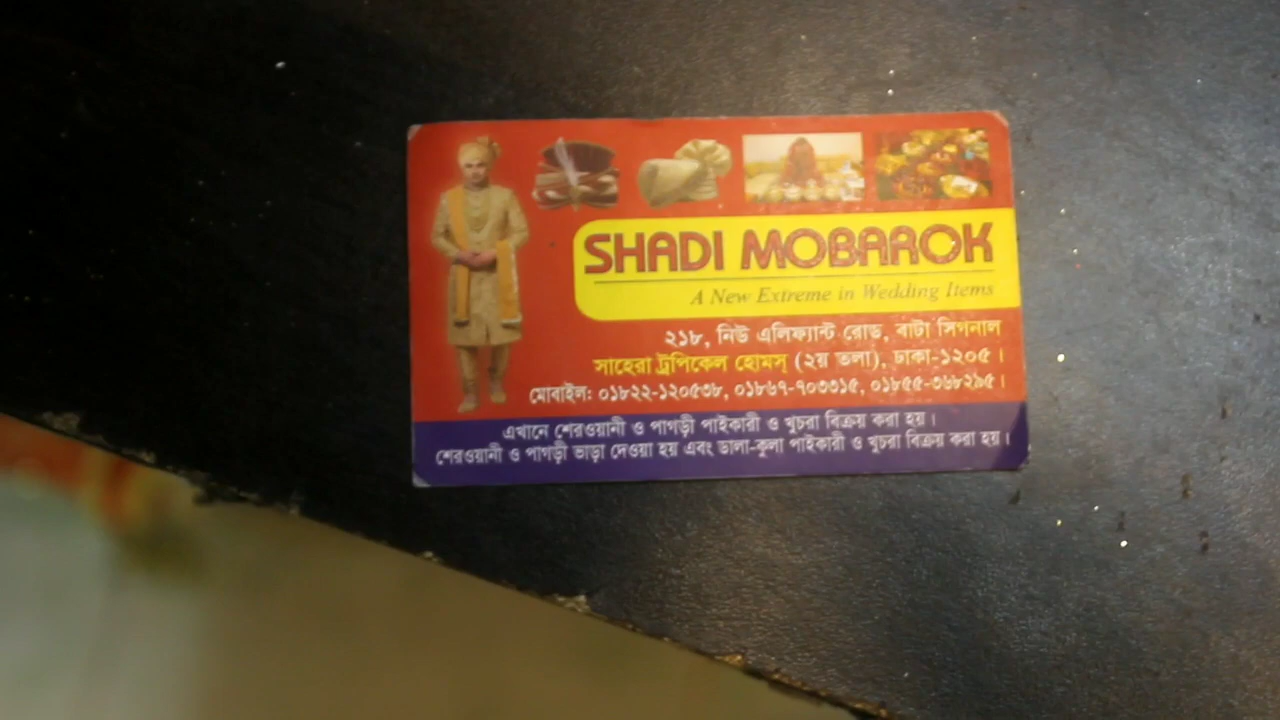 SHADI MOBAROK
A New Extreme in Wedding Items
২১৮, নিউ এলিফ্যান্ট রোড, বাটা সিগনাল
সাহেরা ট্রপিকেল হোমস্ (২য় তলা), ঢাকা-১২০৫।
মোবাইল: ০১৮২২-১২০৫৩৮, ০১৮৬৭-৭০৩৩১৫, ০১৮৫৫-৩৬৮২৯৫।
এখানে শেরওয়ানী ও পাগড়ী পাইকারী ও খুচরা বিক্রয় করা হয়।
শেরওয়ানী ও পাগড়ী ভাড়া দেওয়া হয় এবং ডালা-কুলা পাইকারী ও খুচরা বিক্রয় করা হয়।